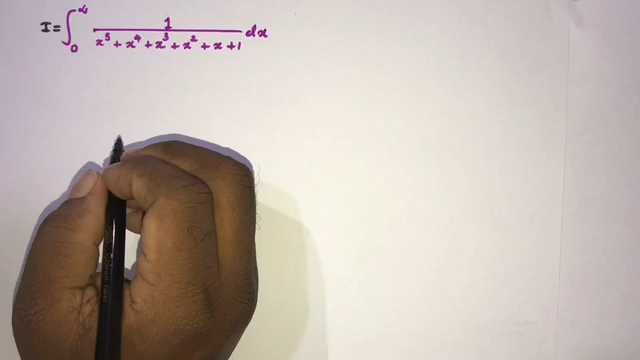 I = ∫₀^∞ 1/(x⁵ + x⁴ + x³ + x² + x + 1) dx